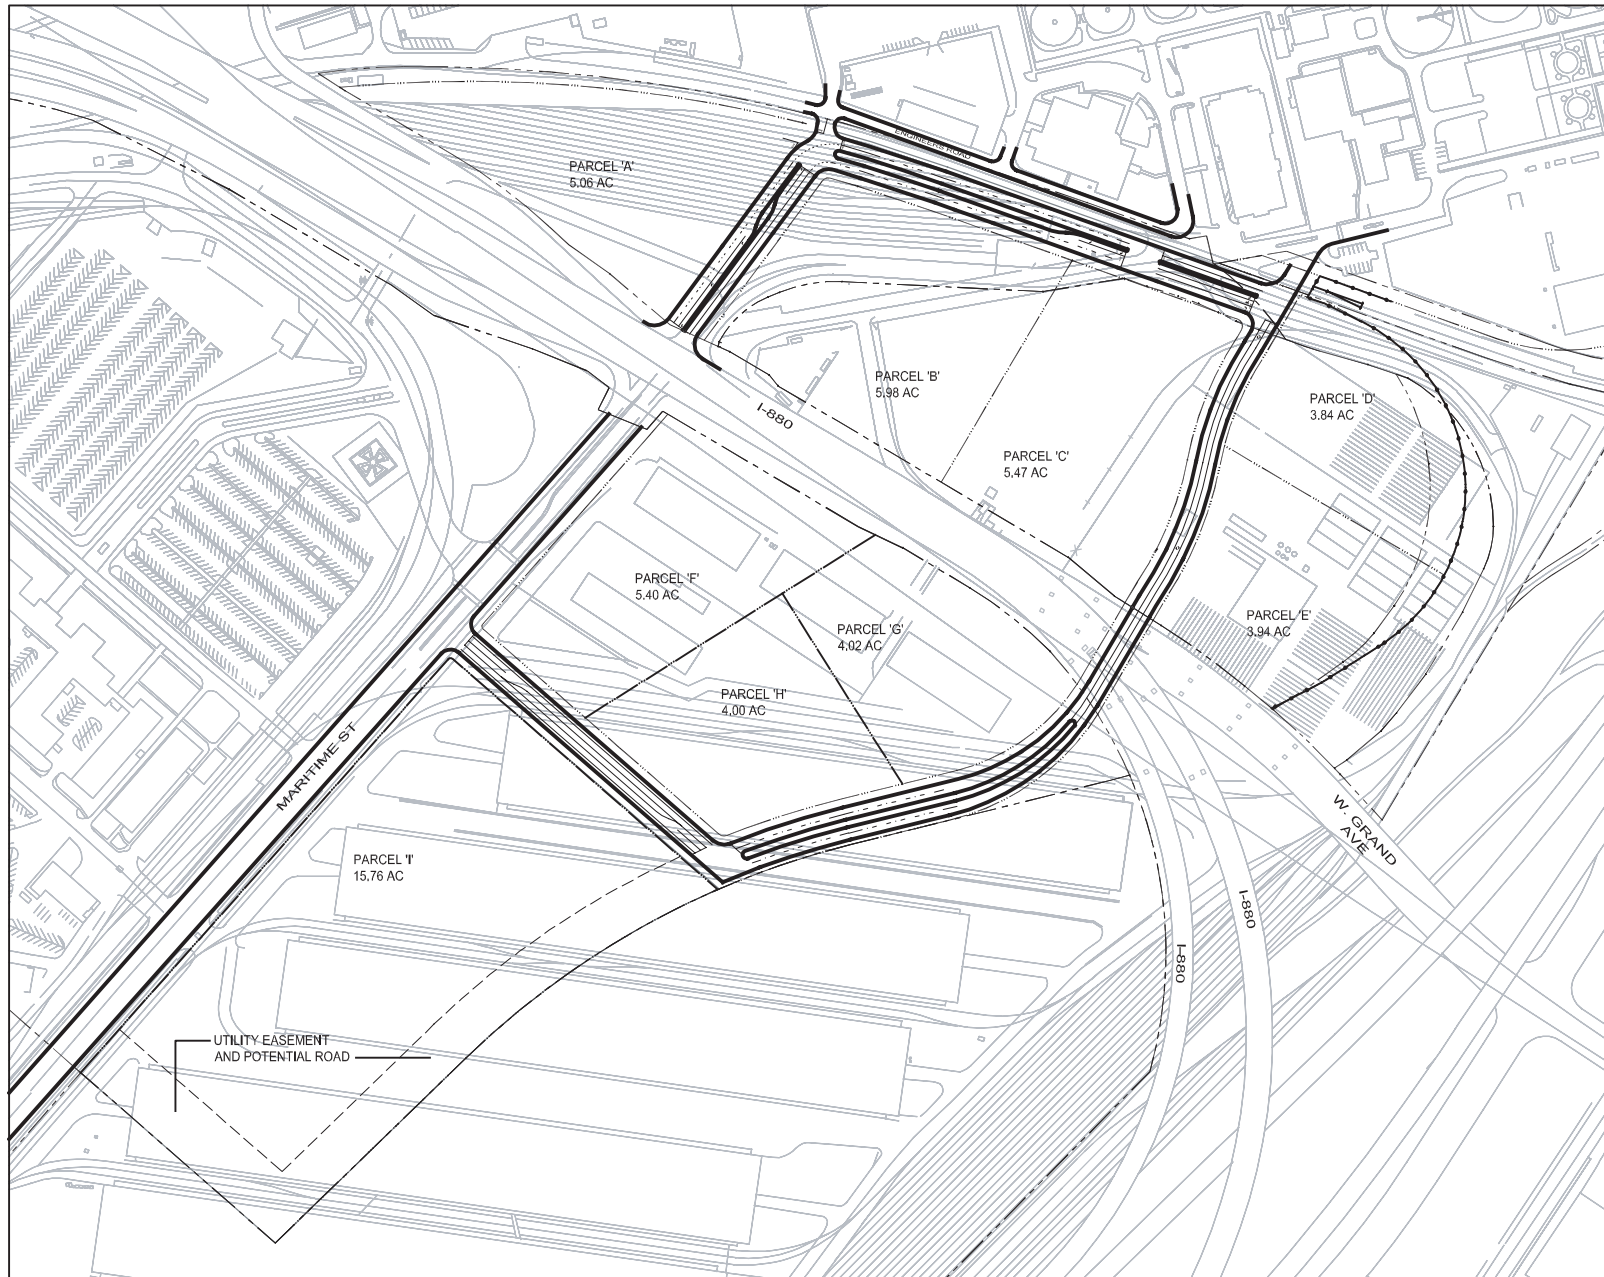 ENGINEERS ROAD
PARCEL 'A'
5.06 AC
PARCEL 'B'
5.98 AC
I-880
PARCEL 'D'
3.84 AC
PARCEL 'C'
5.47 AC
PARCEL 'F'
5.40 AC
PARCEL 'G'
4.02 AC
PARCEL 'E'
3.94 AC
PARCEL 'H'
4.00 AC
MARITIME ST
W. GRAND
AVE
PARCEL 'I'
15.76 AC
I-880
I-880
UTILITY EASEMENT
AND POTENTIAL ROAD